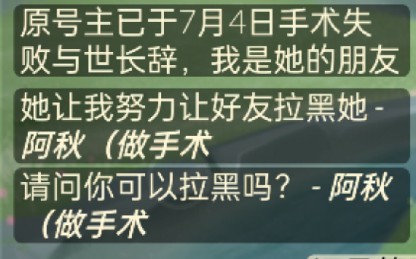 原号主已于7月4日手术失
败与世长辞，我是她的朋友
她让我努力让好友拉黑她 -
阿秋（做手术
请问你可以拉黑吗？ - 阿秋
（做手术